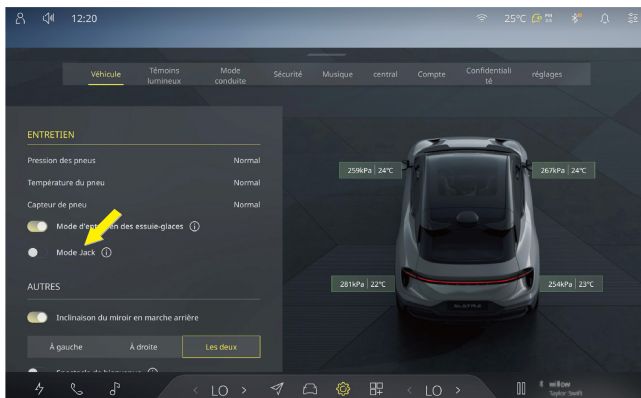 12:20
25℃
Véhicule
Témoins
lumineux
Mode
conduite
Sécurité
Musique
central
Compte
Confidentiali
té
réglages
ENTRETIEN
Pression des pneus Normal
Température du pneu Normal
Capteur de pneu Normal
Mode d'entretien des essuie-glaces
Mode Jack
AUTRES
Inclinaison du miroir en marche arrière
À gauche
À droite
Les deux
259kPa 24℃
267kPa 24℃
281kPa 22℃
254kPa 23℃
< LO >
< LO >
willow
Taylor Swift